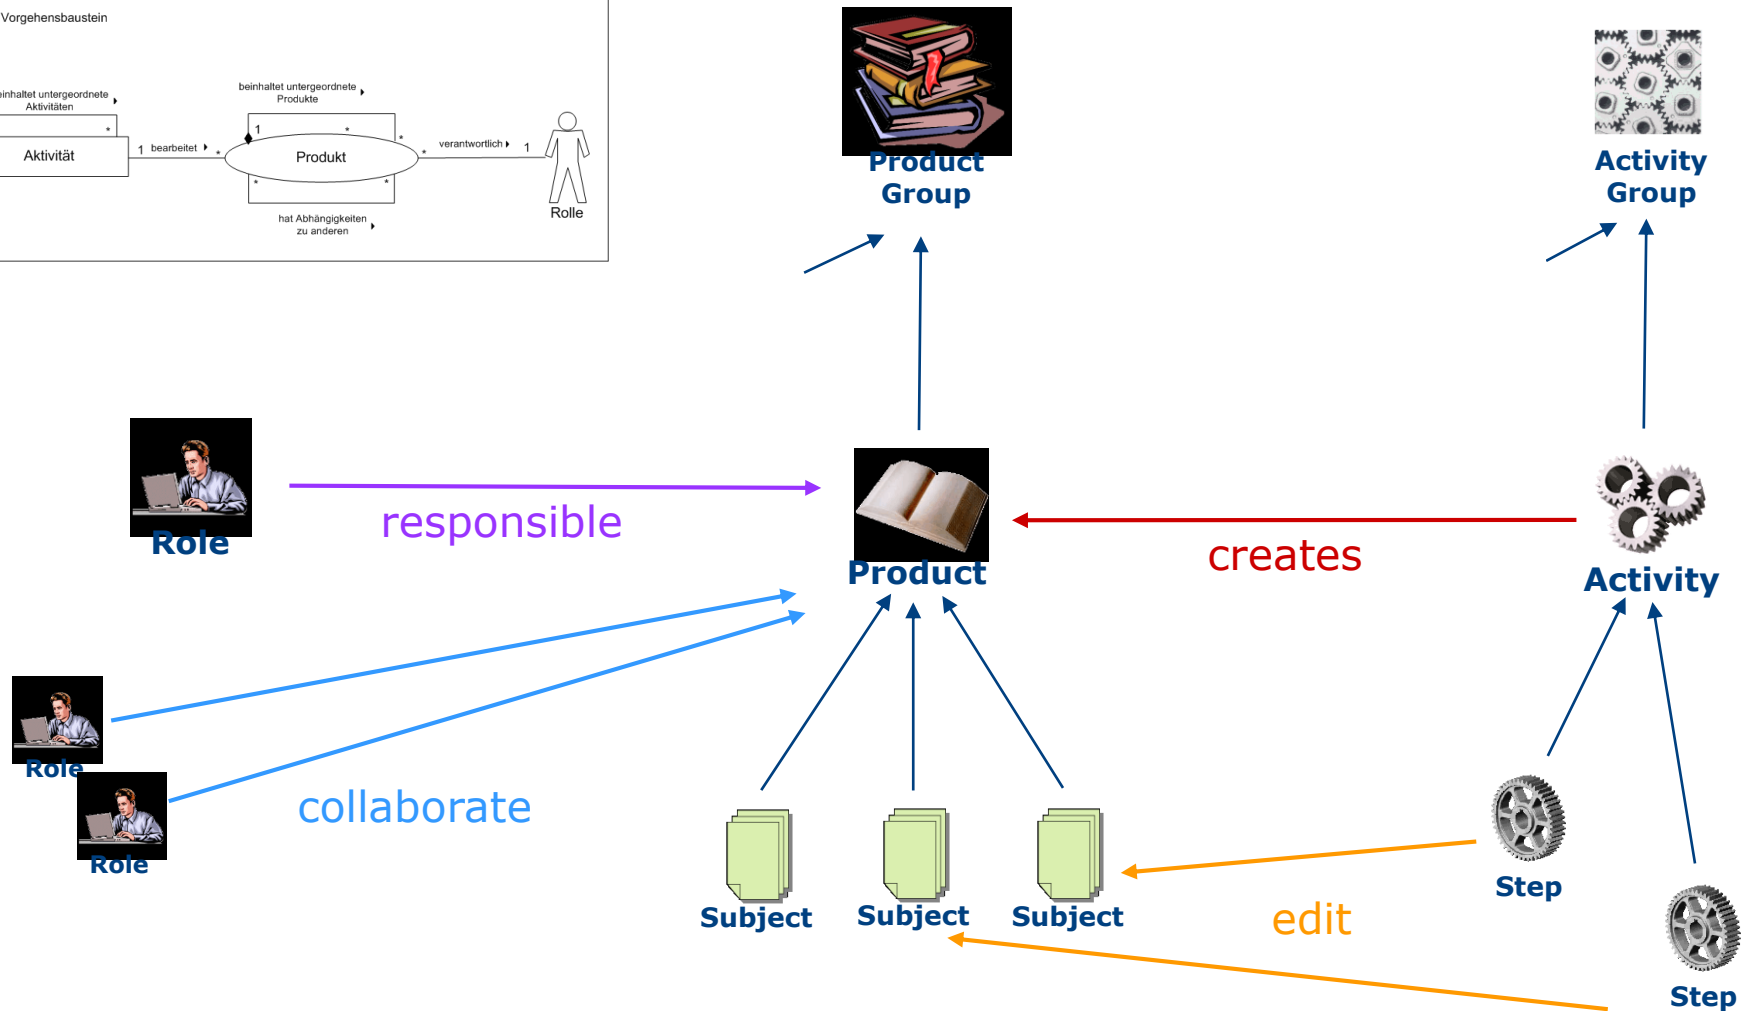 Vorgehensbaustein
beinhaltet untergeordnete
Produkte
einhaltet untergeordnete
Aktivitäten
*
1
*
*
Aktivität
1 bearbeitet
*
Produkt
*
verantwortlich
1
*
*
hat Abhängigkeiten
zu anderen
Rolle
Product
Group
Activity
Group
Role
responsible
Product
creates
Activity
Role
Role
collaborate
Subject
Subject
Subject
edit
Step
Step